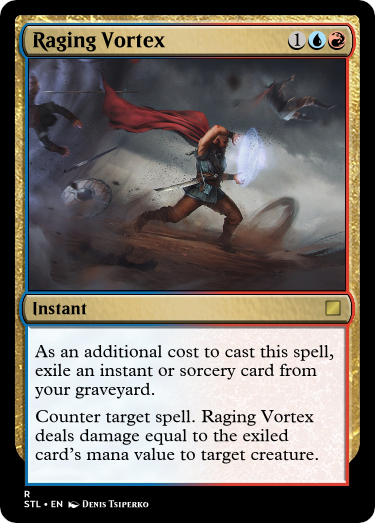 Raging Vortex 1
Instant
As an additional cost to cast this spell,
exile an instant or sorcery card from
your graveyard.
Counter target spell. Raging Vortex
deals damage equal to the exiled
card's mana value to target creature.
R
STL • EN Denis Tsiperko